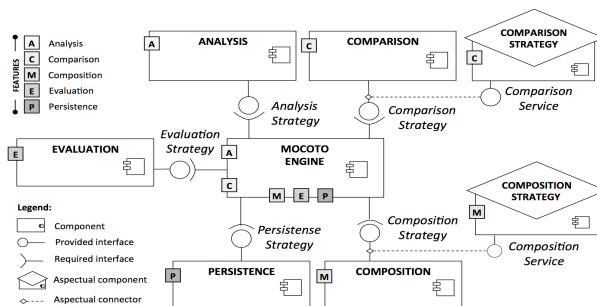 FEATURES
A Analysis
C Comparison
M Composition
E Evaluation
P Persistence
A ANALYSIS
C COMPARISON
COMPARISON
STRATEGY
C
Analysis
Strategy
Comparison
Strategy
Comparison
Service
Evaluation
Strategy
E EVALUATION
A MOCOTO
ENGINE
C
M E P
COMPOSITION
STRATEGY
M
Legend:
Component
Provided interface
Required interface
Aspectual component
Aspectual connector
Persistense
Strategy
Composition
Strategy
Composition
Service
P PERSISTENCE
M COMPOSITION